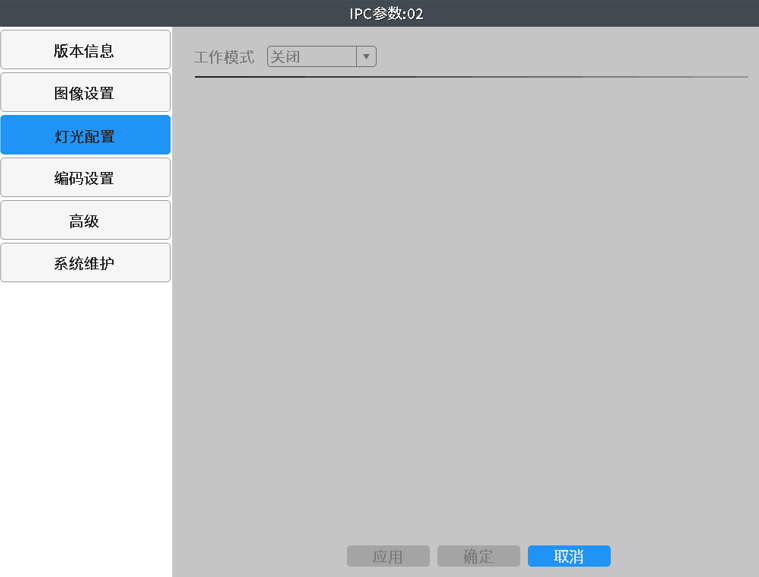 IPC参数:02
版本信息
图像设置
灯光配置
编码设置
高级
系统维护
工作模式 关闭
应用 确定 取消